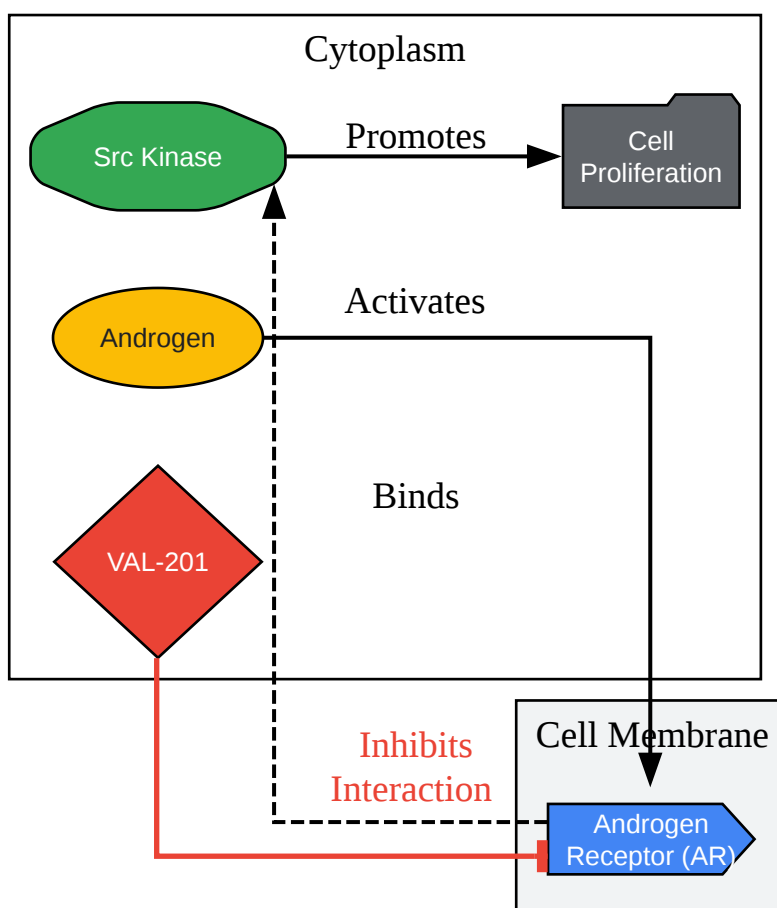 Cytoplasm
Src Kinase
Promotes
Cell
Proliferation
Activates
Androgen
Binds
VAL-201
Cell Membrane
Inhibits
Interaction
Androgen
Receptor (AR)